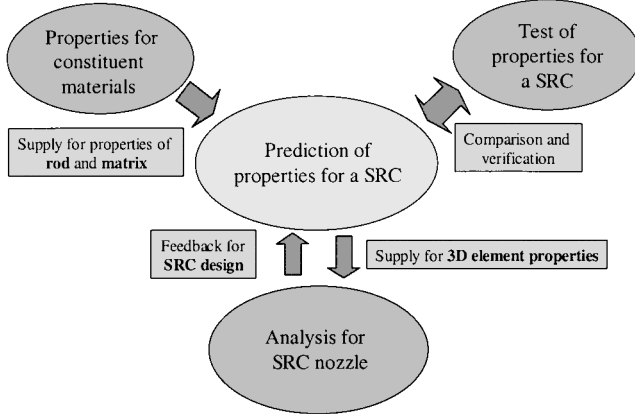 Properties for
constituent
materials
Test of
properties for
a SRC
Supply for properties of
rod and matrix
Comparison and
verification
Prediction of
properties for a SRC
Feedback for
SRC design
Supply for 3D element properties
Analysis for
SRC nozzle